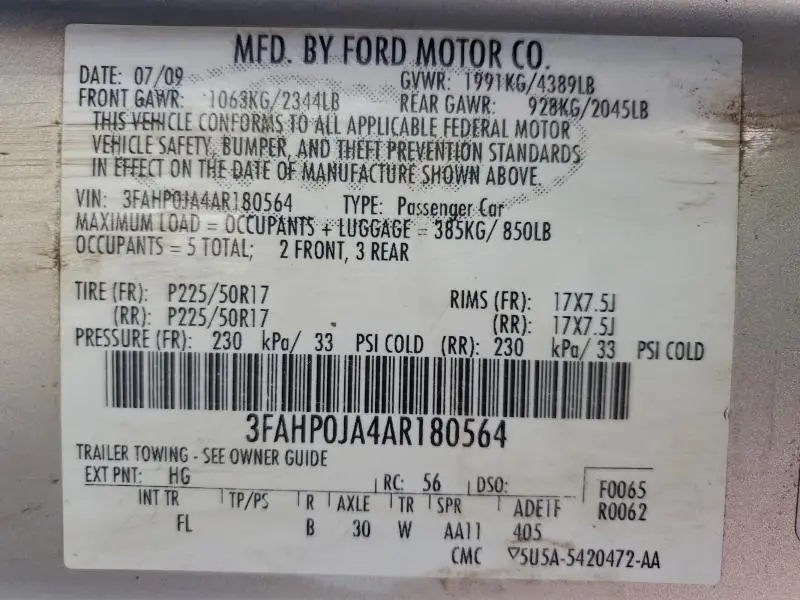 MFD. BY FORD MOTOR CO.
DATE: 07/09 GVWR: 1991KG/4389LB
FRONT GAWR: 1063KG/2344LB REAR GAWR: 928KG/2045LB
THIS VEHICLE CONFORMS TO ALL APPLICABLE FEDERAL MOTOR
VEHICLE SAFETY, BUMPER, AND THEFT PREVENTION STANDARDS
IN EFFECT ON THE DATE OF MANUFACTURE SHOWN ABOVE.
VIN: 3FAHP0JA4AR180564 TYPE: Passenger Car
MAXIMUM LOAD = OCCUPANTS + LUGGAGE = 385KG/ 850LB
OCCUPANTS = 5 TOTAL; 2 FRONT, 3 REAR
TIRE (FR): P225/50R17 RIMS (FR): 17X7.5J
(RR): P225/50R17 (RR): 17X7.5J
PRESSURE (FR): 230 kPa/ 33 PSI COLD (RR): 230 kPa/ 33 PSI COLD
3FAHP0JA4AR180564
TRAILER TOWING - SEE OWNER GUIDE
EXT PNT: HG RC: 56 DSO: F0065
INT TR TP/PS R AXLE TR SPR ADEIF R0062
FL B 30 W AA11 405
CMC ▽5U5A-5420472-AA